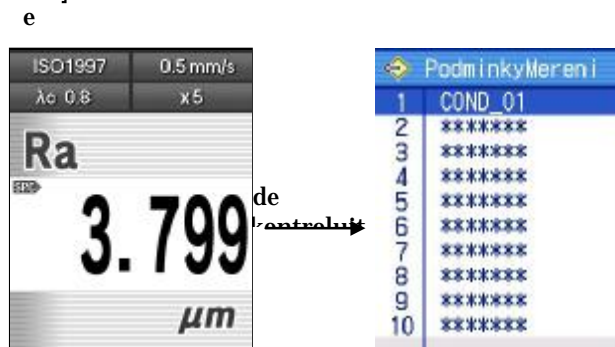 e
ISO1997 0.5 mm/s
λc 0.8 x5
Ra
3.799
μm
de
PodminkyMereni
1 COND_01
2 *******
3 *******
4 *******
5 *******
6 *******
7 *******
8 *******
9 *******
10 *******